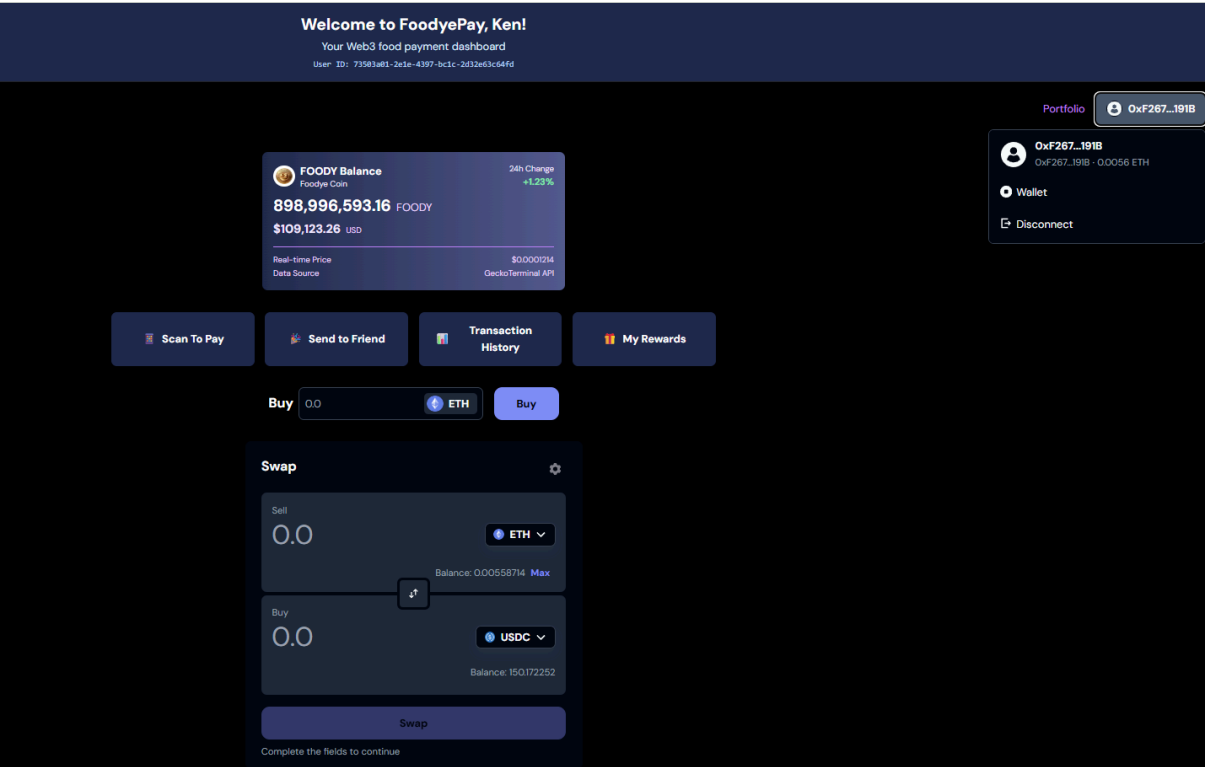 Welcome to FoodyePay, Ken!
Your Web3 food payment dashboard
User ID: 73503a01-2e1e-4397-bc1c-2d32e63c64fd
Portfolio
0xF267...191B
0xF267...191B
0xF267...191B - 0.0056 ETH
Wallet
Disconnect
FOODY Balance
Foodye Coin
24h Change
+1.23%
898,996,593.16 FOODY
$109,123.26 USD
Real-time Price
$0.0001214
Data Source
GeckoTerminal API
Scan To Pay
Send to Friend
Transaction
History
My Rewards
Buy
0.0
ETH
Buy
Swap
Sell
0.0
ETH
Balance: 0.00558714 Max
Buy
0.0
USDC
Balance: 150.172252
Swap
Complete the fields to continue